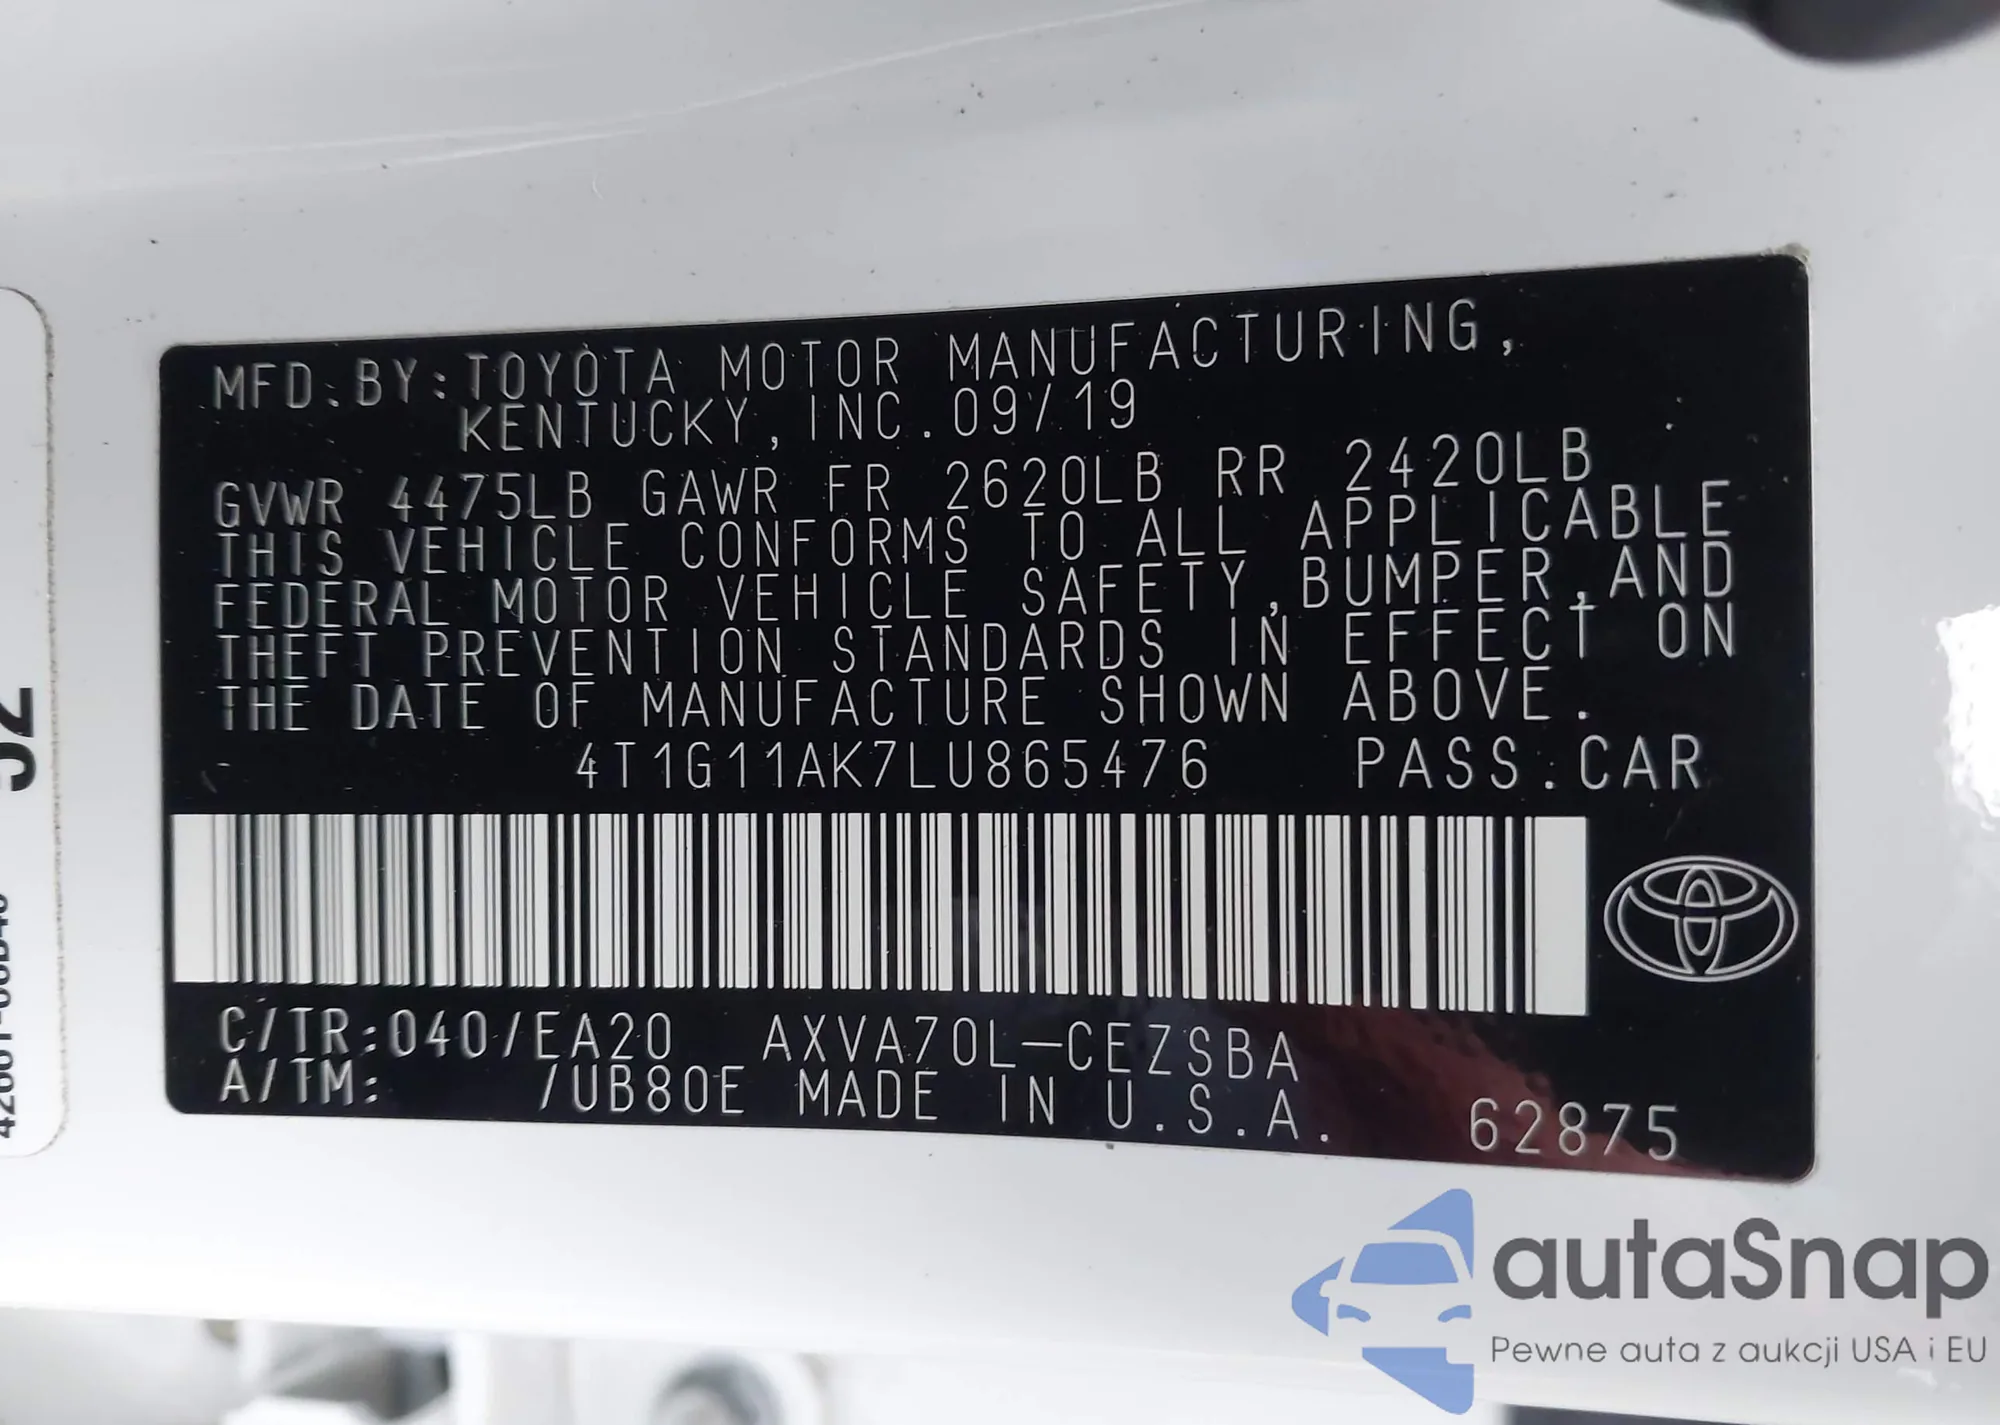 MFD.BY:TOYOTA MOTOR MANUFACTURING,
KENTUCKY, INC. 09/19
GVWR 4475LB GAWR FR 2620LB RR 2420LB
THIS VEHICLE CONFORMS TO ALL APPLICABLE
FEDERAL MOTOR VEHICLE SAFETY,BUMPER,AND
THEFT PREVENTION STANDARDS IN EFFECT ON
THE DATE OF MANUFACTURE SHOWN ABOVE.
4T1G11AK7LU865476 PASS.CAR
C/TR:040/EA20 AXVA70L-CEZSBA
A/TM: /UB80E MADE IN U.S.A. 62875
autaSnap
Pewne auta z aukcji USA i EU